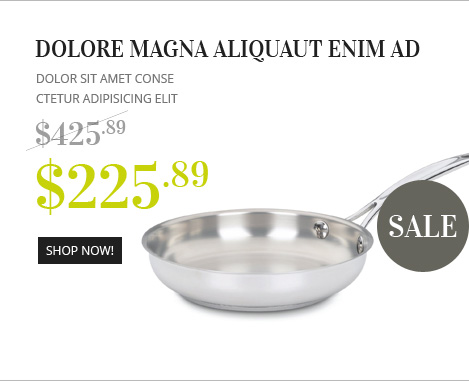 DOLORE MAGNA ALIQUAUT ENIM AD
DOLOR SIT AMET CONSE
CTETUR ADIPISICING ELIT
$425.89
$225.89
SALE
SHOP NOW!